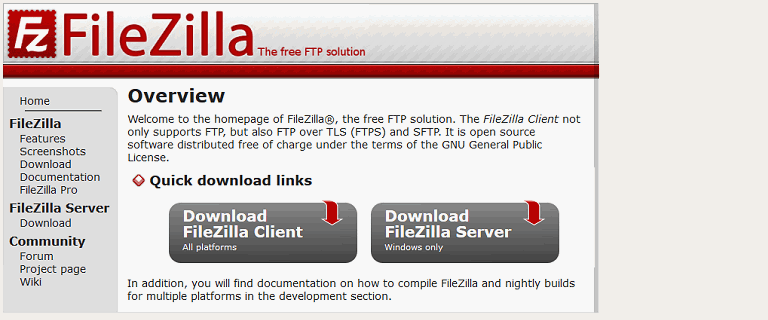 Fz FileZilla The free FTP solution
Home
FileZilla
Features
Screenshots
Download
Documentation
FileZilla Pro
FileZilla Server
Download
Community
Forum
Project page
Wiki
Overview
Welcome to the homepage of FileZilla®, the free FTP solution. The FileZilla Client not
only supports FTP, but also FTP over TLS (FTPS) and SFTP. It is open source
software distributed free of charge under the terms of the GNU General Public
License.
Quick download links
Download
FileZilla Client
All platforms
Download
FileZilla Server
Windows only
In addition, you will find documentation on how to compile FileZilla and nightly builds
for multiple platforms in the development section.